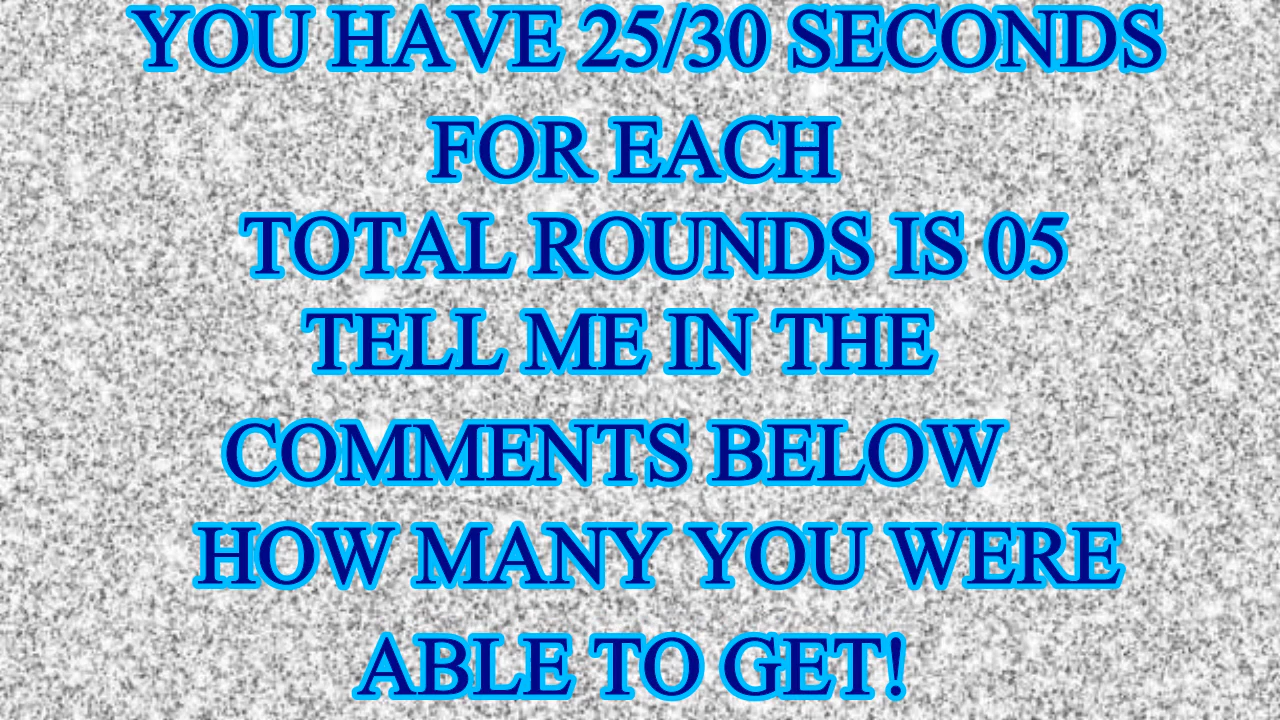 YOU HAVE 25/30 SECONDS
FOR EACH
TOTAL ROUNDS IS 05
TELL ME IN THE
COMMENTS BELOW
HOW MANY YOU WERE
ABLE TO GET!